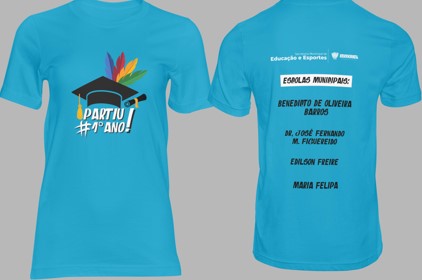 PARTIU
#1º ANO!
Educação e Esportes
ESCOLAS MUNICIPAIS:
BENEDITO DE OLIVEIRA
BARROS
DR. JOSÉ FERNANDO
M. FIGUEIREDO
EDILSON FREIRE
MARIA FELIPA